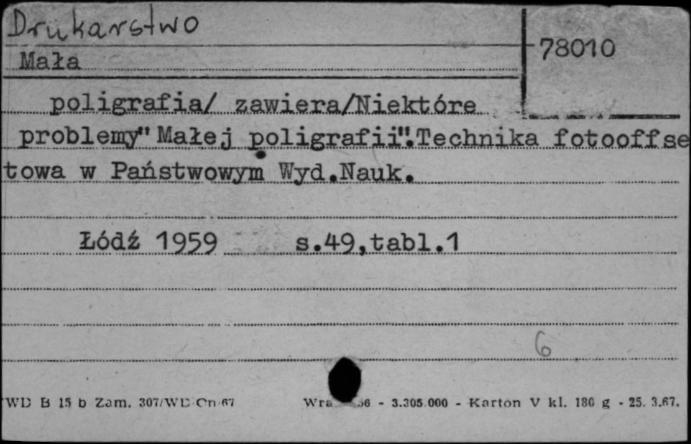 Drukarstwo
78010
Mała
poligrafia/ zawiera/Niektóre
problemy" Małej poligrafii".Technika fotooffse
towa w Państwowym Wyd.Nauk.
Łódź 1959 s.49,tabl.1
6
WD B 15 b Zam. 307/WD Cn 67 - 3.305.000 - Karton V kl. 180 g - 25. 3.67.